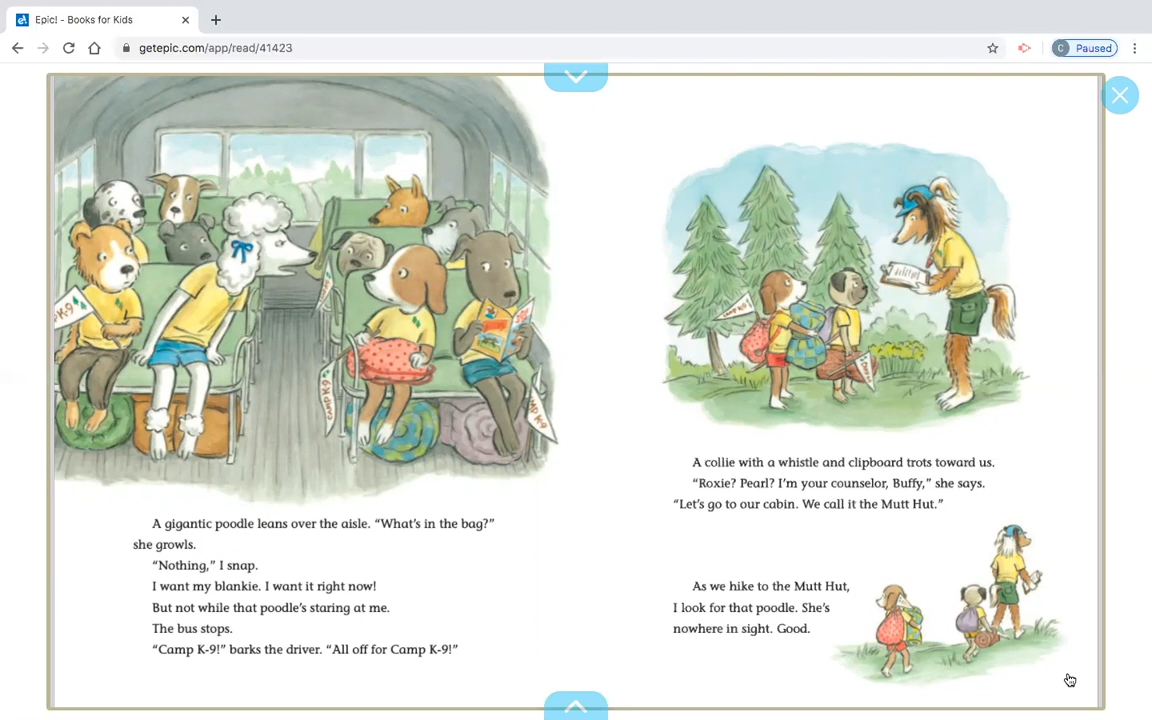 Epic! - Books for Kids
getepic.com/app/read/41423
C Paused
CAMP K-9
A gigantic poodle leans over the aisle. “What’s in the bag?”
she growls.
“Nothing,” I snap.
I want my blankie. I want it right now!
But not while that poodle’s staring at me.
The bus stops.
“Camp K-9!” barks the driver. “All off for Camp K-9!”
A collie with a whistle and clipboard trots toward us.
“Roxie? Pearl? I’m your counselor, Buffy,” she says.
“Let’s go to our cabin. We call it the Mutt Hut.”
As we hike to the Mutt Hut,
I look for that poodle. She’s
nowhere in sight. Good.